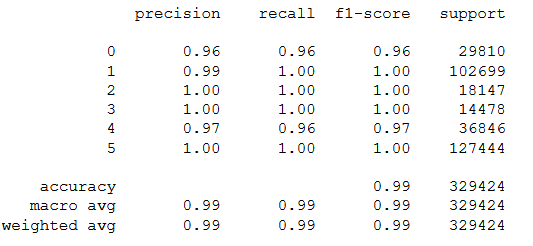 precision recall f1-score support
0 0.96 0.96 0.96 29810
1 0.99 1.00 1.00 102699
2 1.00 1.00 1.00 18147
3 1.00 1.00 1.00 14478
4 0.97 0.96 0.97 36846
5 1.00 1.00 1.00 127444
accuracy 0.99 329424
macro avg 0.99 0.99 0.99 329424
weighted avg 0.99 0.99 0.99 329424